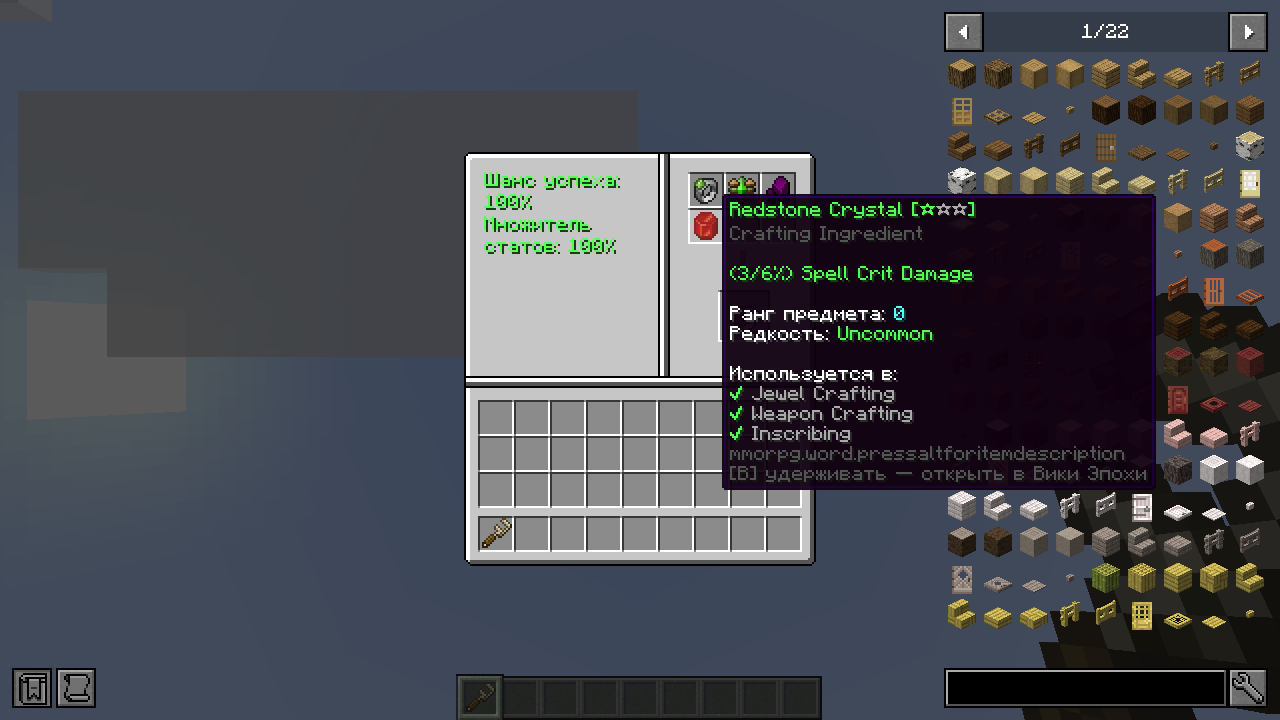 1/22
Шанс успеха:
100%
Множитель
статов: 100%
Redstone Crystal [★☆☆]
Crafting Ingredient
(3/6%) Spell Crit Damage
Ранг предмета: 0
Редкость: Uncommon
Используется в:
✓ Jewel Crafting
✓ Weapon Crafting
✓ Inscribing
mmorpg.word.pressaltforitemdescription
[B] удерживать — открыть в Вики Эпохи